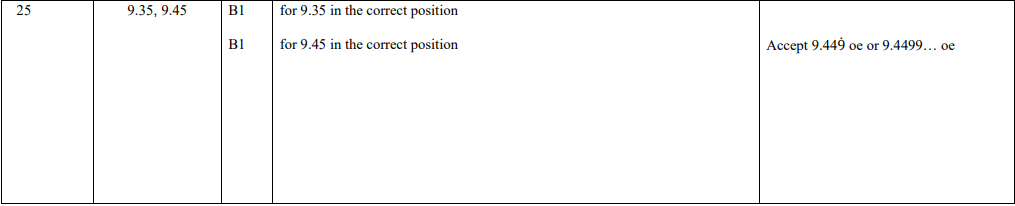 25 9.35, 9.45 B1 for 9.35 in the correct position
B1 for 9.45 in the correct position Accept 9.449̇ oe or 9.4499… oe